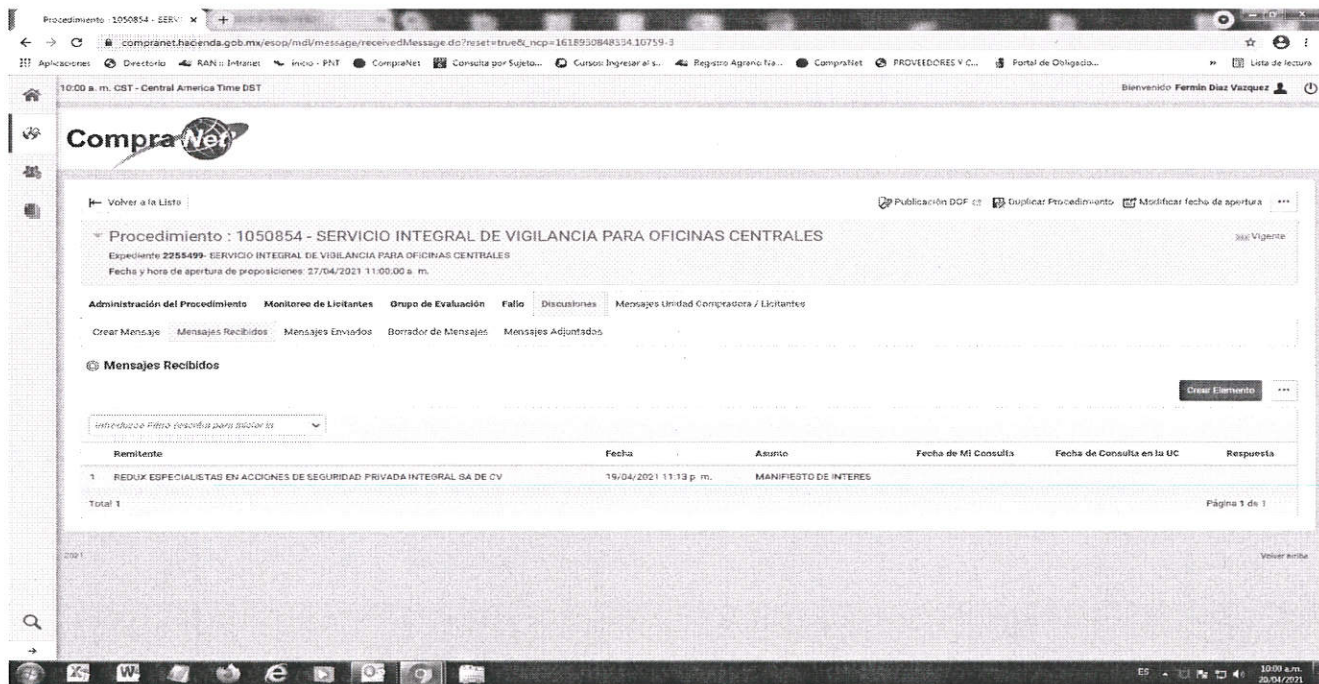 Procedimiento : 1050854 - SERV
compranet.hacienda.gob.mx/esop/mdl/message/receivedMessage.do?reset=true&_ncp=1618930848334.10759-3
Aplicaciones Directorio RAN :: Intranet Inicio - PNT CompraNet Consulta por Sujeto... Cursos: Ingresar al s... Registro Agrario Na... CompraNet PROVEEDORES Y C... Portal de Obligacio... » Lista de lectura
10:00 a. m. CST - Central America Time DST Bienvenido Fermin Diaz Vazquez
CompraNet
Volver a la Lista Publicación DOF Duplicar Procedimiento Modificar fecha de apertura ...
Procedimiento : 1050854 - SERVICIO INTEGRAL DE VIGILANCIA PARA OFICINAS CENTRALES Vigente
Expediente 2255499- SERVICIO INTEGRAL DE VIGILANCIA PARA OFICINAS CENTRALES
Fecha y hora de apertura de proposiciones: 27/04/2021 11:00:00 a. m.
Administración del Procedimiento Monitoreo de Licitantes Grupo de Evaluación Fallo Discusiones Mensajes Unidad Compradora / Licitantes
Crear Mensaje Mensajes Recibidos Mensajes Enviados Borrador de Mensajes Mensajes Adjuntados
Mensajes Recibidos
Crear Elemento ...
Introduzca Filtro (escriba para iniciar la
Remitente Fecha Asunto Fecha de Mi Consulta Fecha de Consulta en la UC Respuesta
1 REDUX ESPECIALISTAS EN ACCIONES DE SEGURIDAD PRIVADA INTEGRAL SA DE CV 19/04/2021 11:13 p. m. MANIFIESTO DE INTERES
Total 1 Página 1 de 1
2021 Volver arriba
ES 10:00 a.m.
20/04/2021